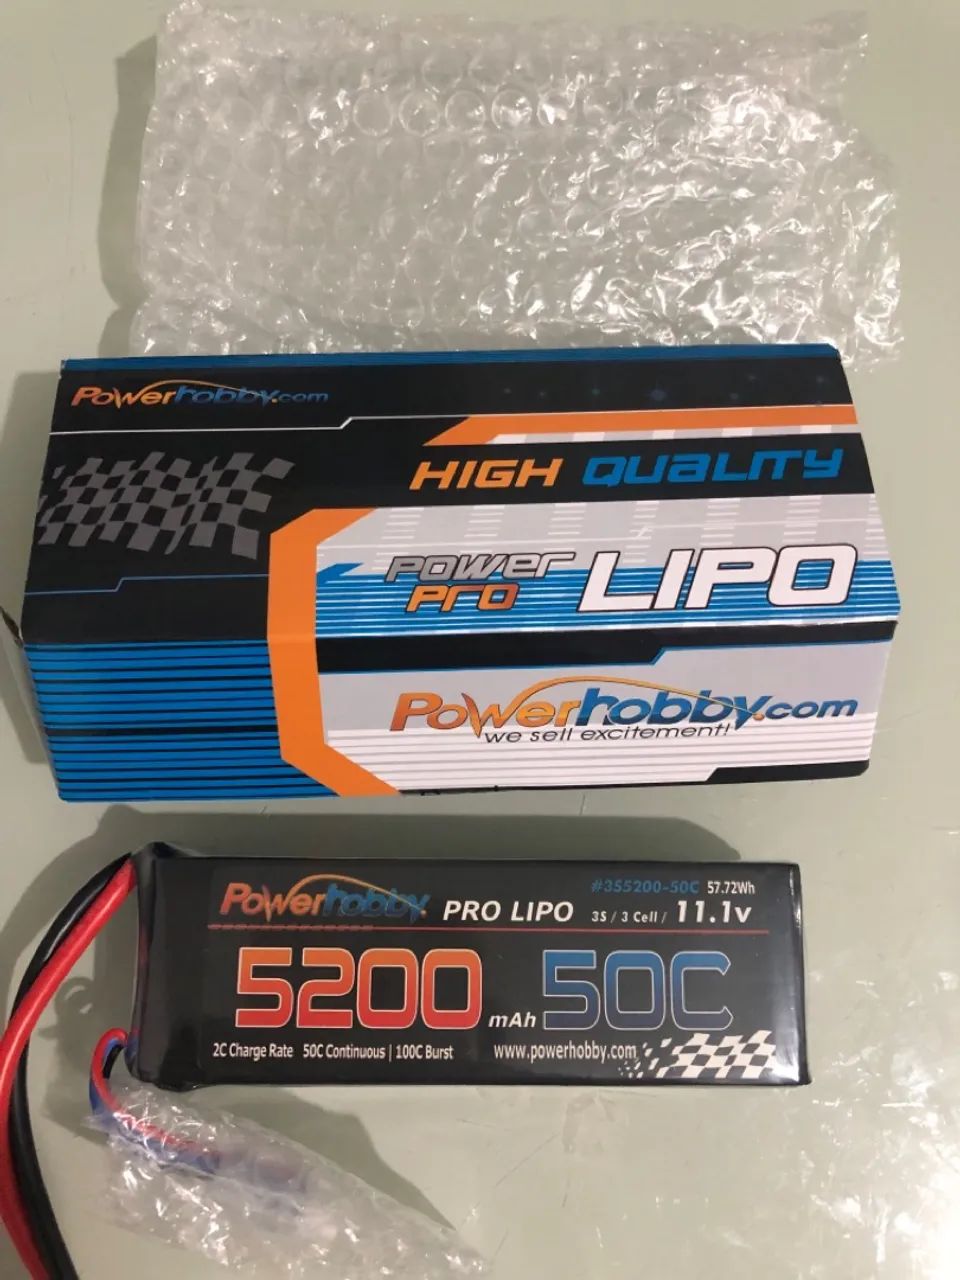 Powerhobby.com
HIGH QUALITY
POWER
PRO
LIPO
Powerhobby.com
we sell excitement!
Powerhobby PRO LIPO
#3S5200-50C 57.72Wh
3S / 3 Cell / 11.1v
5200 mAh 50C
2C Charge Rate 50C Continuous | 100C Burst www.powerhobby.com